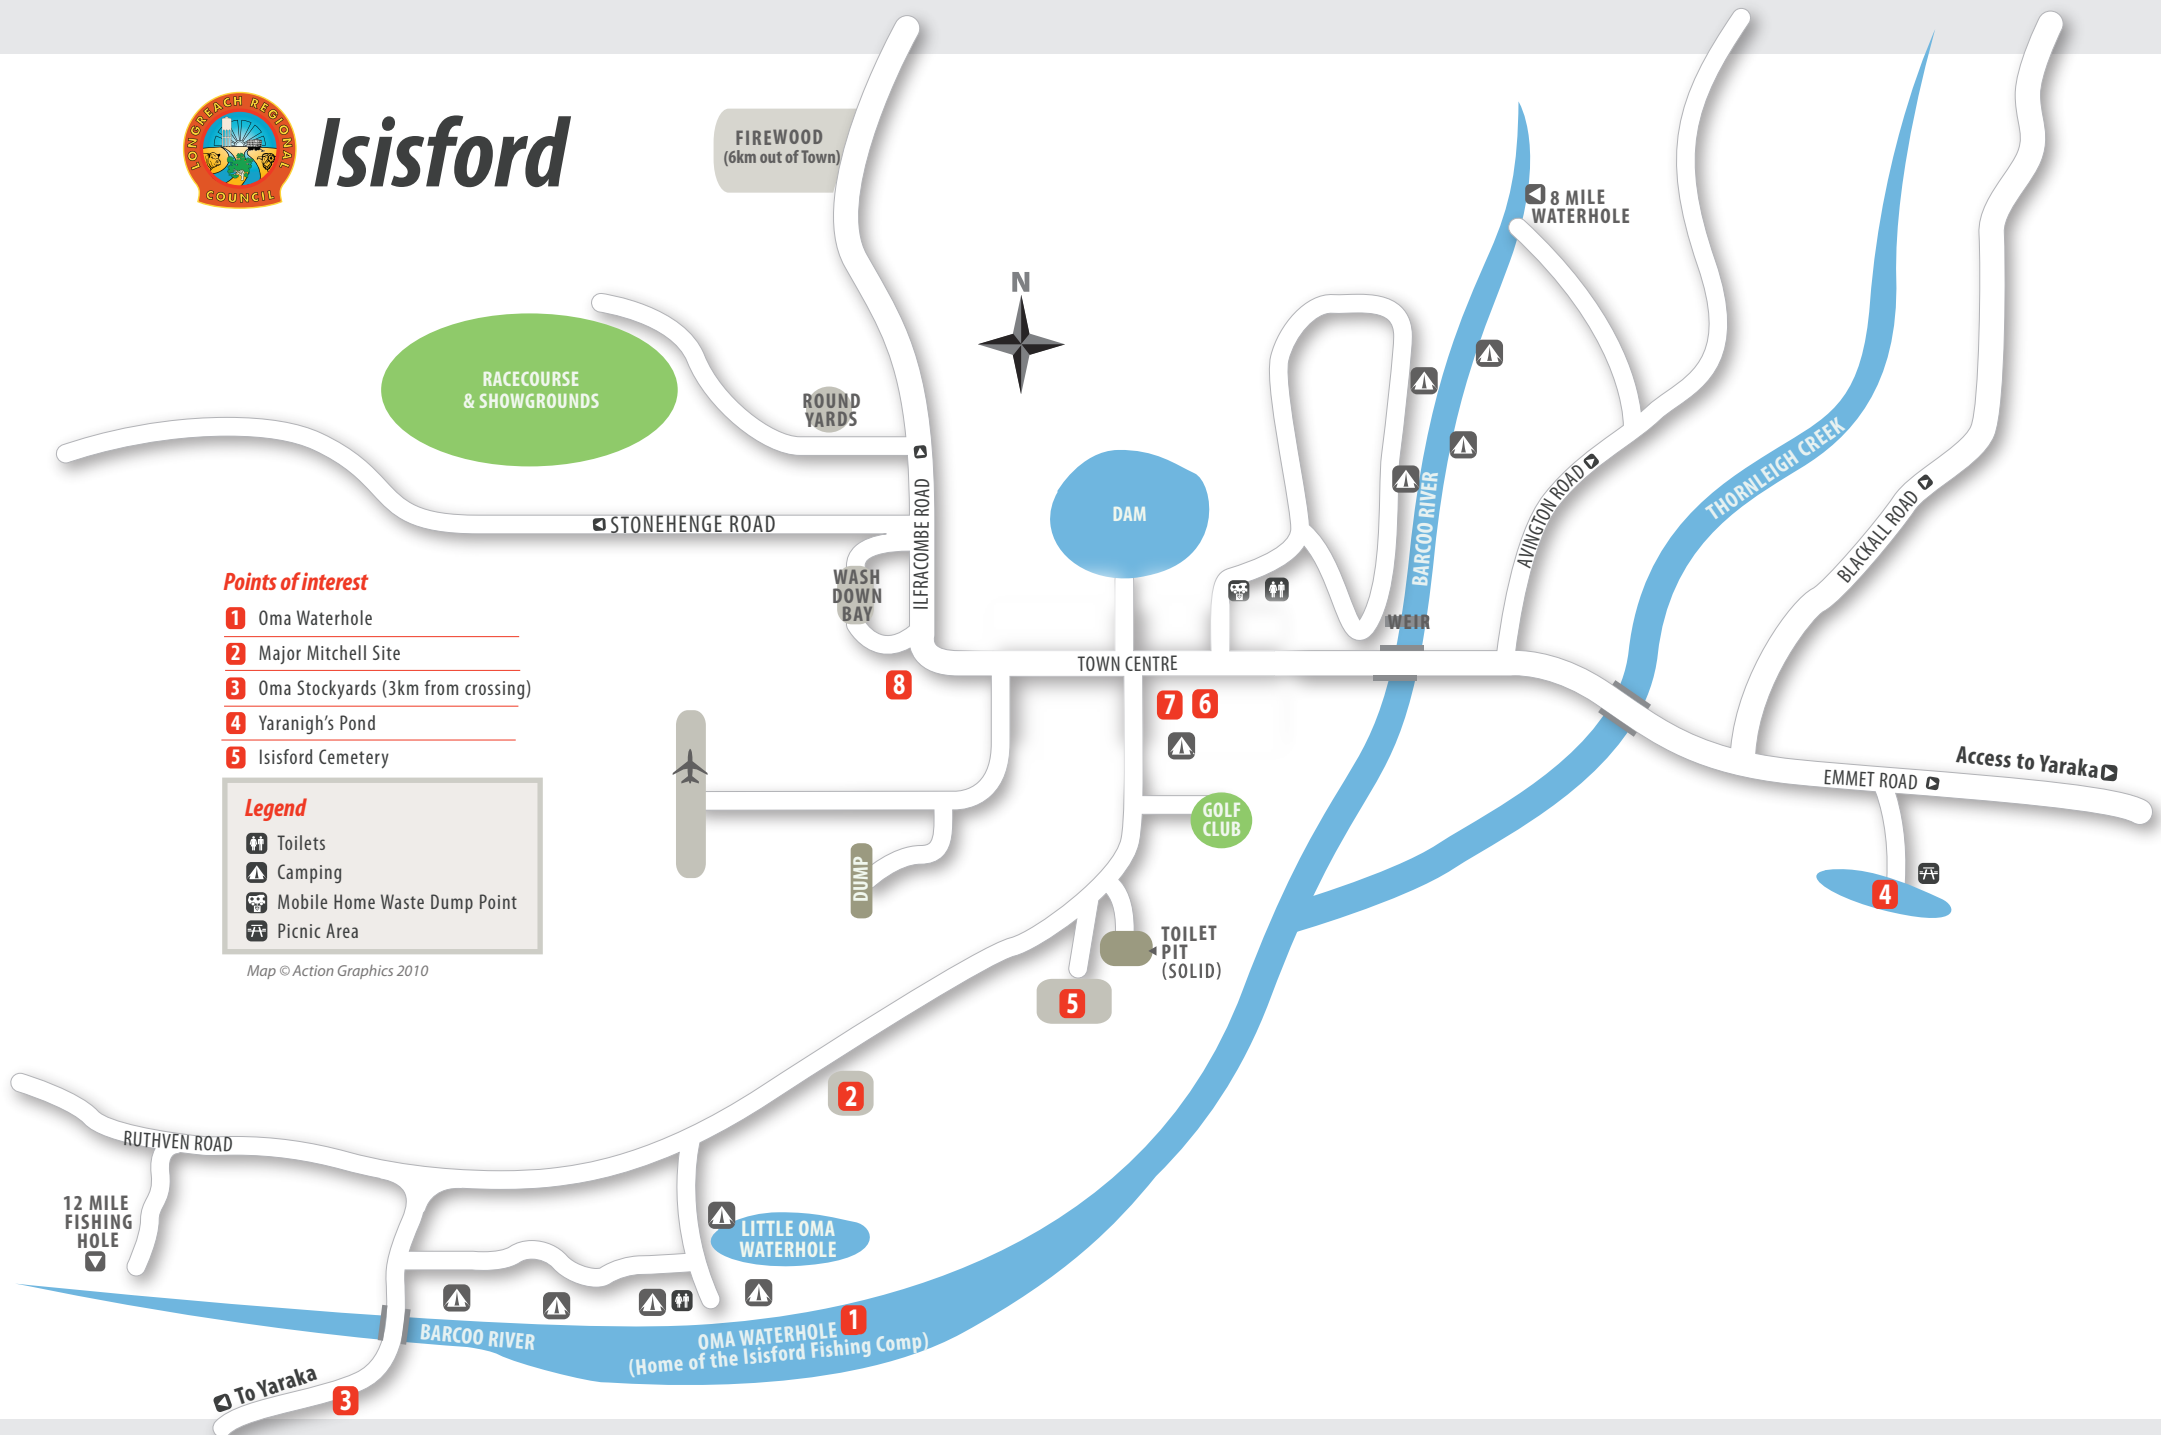 LONGREACH REGIONAL
COUNCIL
Isisford
FIREWOOD
(6km out of Town)
N
8 MILE
WATERHOLE
RACECOURSE
& SHOWGROUNDS
ROUND
YARDS
STONEHENGE ROAD
ILFRACOMBE ROAD
WASH
DOWN
BAY
DAM
BARCOO RIVER
WEIR
AVINGTON ROAD
THORNLEIGH CREEK
BLACKALL ROAD
TOWN CENTRE
8
7
6
Access to Yaraka
EMMET ROAD
4
GOLF
CLUB
DUMP
TOILET
PIT
(SOLID)
5
2
Points of interest
1 Oma Waterhole
2 Major Mitchell Site
3 Oma Stockyards (3km from crossing)
4 Yaranigh's Pond
5 Isisford Cemetery
Legend
Toilets
Camping
Mobile Home Waste Dump Point
Picnic Area
Map © Action Graphics 2010
RUTHVEN ROAD
12 MILE
FISHING
HOLE
LITTLE OMA
WATERHOLE
BARCOO RIVER
OMA WATERHOLE
1
(Home of the Isisford Fishing Comp)
To Yaraka
3